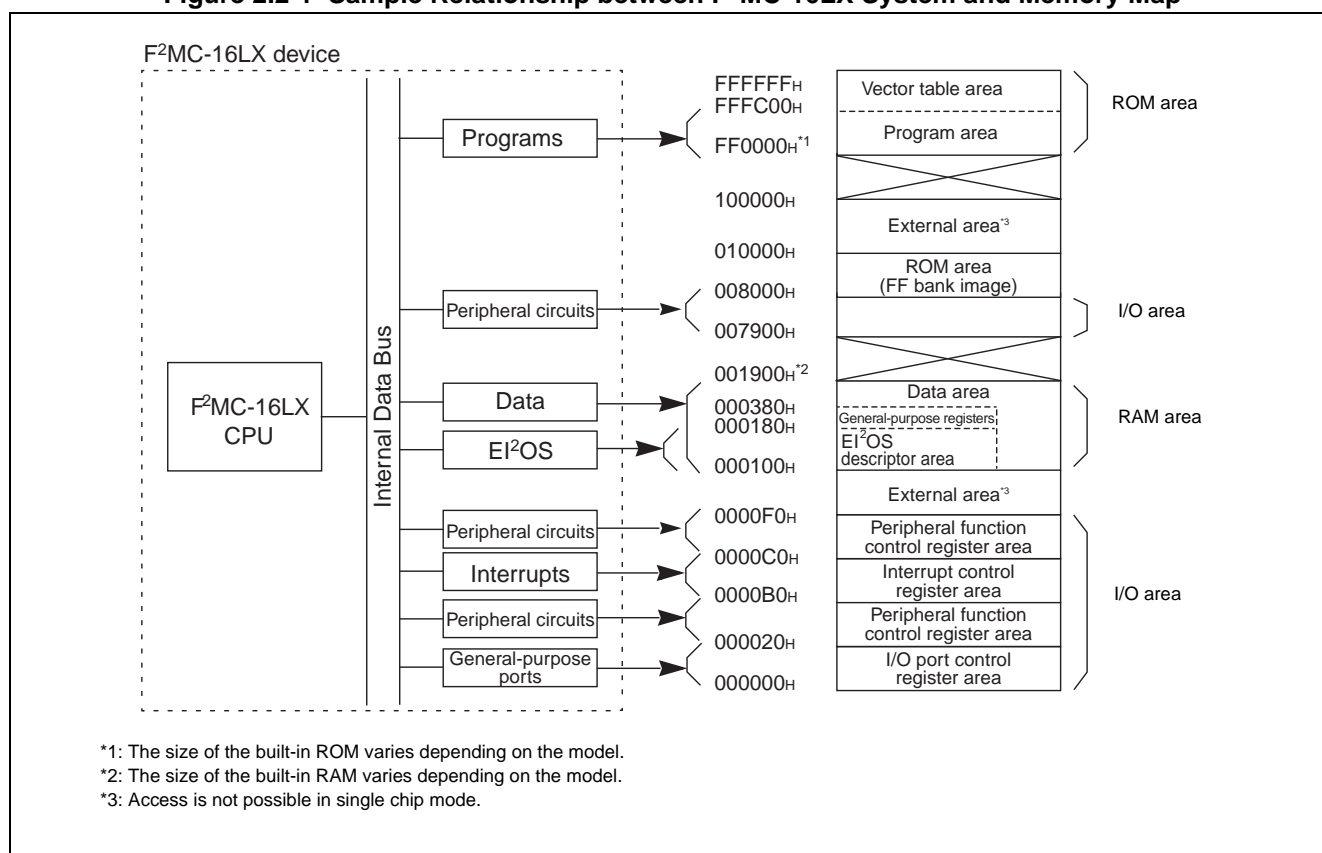 Figure 2.2-1 Sample Relationship between F²MC-16LX System and Memory Map
F²MC-16LX device
F²MC-16LX
CPU
Internal Data Bus
Programs
Peripheral circuits
Data
EI²OS
Peripheral circuits
Interrupts
Peripheral circuits
General-purpose
ports
FFFFFFH
FFFC00H
FF0000H*1
100000H
010000H
008000H
007900H
001900H*2
000380H
000180H
000100H
0000F0H
0000C0H
0000B0H
000020H
000000H
Vector table area
Program area
External area*3
ROM area
(FF bank image)
Data area
General-purpose registers
EI²OS
descriptor area
External area*3
Peripheral function
control register area
Interrupt control
register area
Peripheral function
control register area
I/O port control
register area
ROM area
I/O area
RAM area
I/O area
*1: The size of the built-in ROM varies depending on the model.
*2: The size of the built-in RAM varies depending on the model.
*3: Access is not possible in single chip mode.